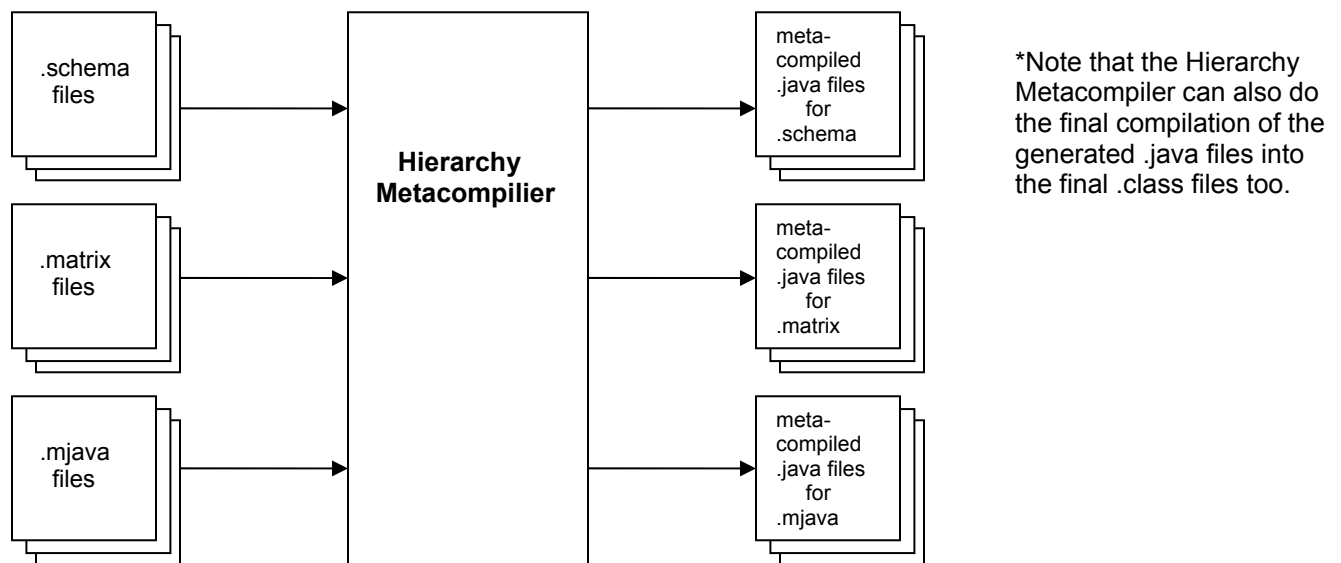 .schema
files
.matrix
files
.mjava
files
Hierarchy
Metacompilier
meta-
compiled
.java files
for
.schema
meta-
compiled
.java files
for
.matrix
meta-
compiled
.java files
for
.mjava
*Note that the Hierarchy
Metacompiler can also do
the final compilation of the
generated .java files into
the final .class files too.